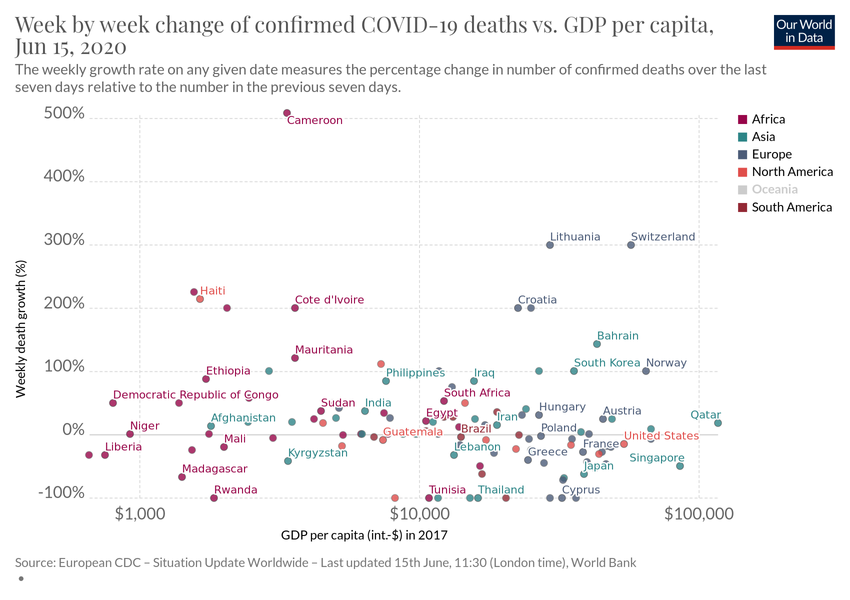 Week by week change of confirmed COVID-19 deaths vs. GDP per capita,
Jun 15, 2020
Our World
in Data
The weekly growth rate on any given date measures the percentage change in number of confirmed deaths over the last
seven days relative to the number in the previous seven days.
500%
400%
300%
200%
100%
0%
-100%
Weekly death growth (%)
Cameroon
Lithuania
Switzerland
Haiti
Cote d'Ivoire
Croatia
Bahrain
Mauritania
South Korea
Norway
Ethiopia
Philippines
Iraq
Democratic Republic of Congo
South Africa
Sudan
India
Hungary
Austria
Qatar
Afghanistan
Egypt
Iran
Niger
Guatemala
Brazil
Poland
United States
Mali
France
Liberia
Kyrgyzstan
Lebanon
Greece
Singapore
Japan
Madagascar
Rwanda
Tunisia
Thailand
Cyprus
$1,000
$10,000
$100,000
GDP per capita (int.-$) in 2017
Africa
Asia
Europe
North America
Oceania
South America
Source: European CDC – Situation Update Worldwide – Last updated 15th June, 11:30 (London time), World Bank